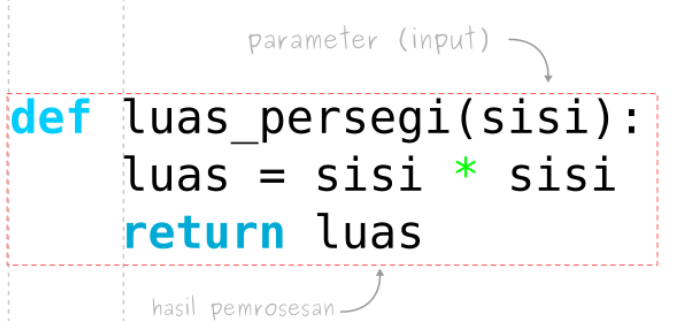 parameter (input)
def luas_persegi(sisi):
luas = sisi * sisi
return luas
hasil pemrosesan